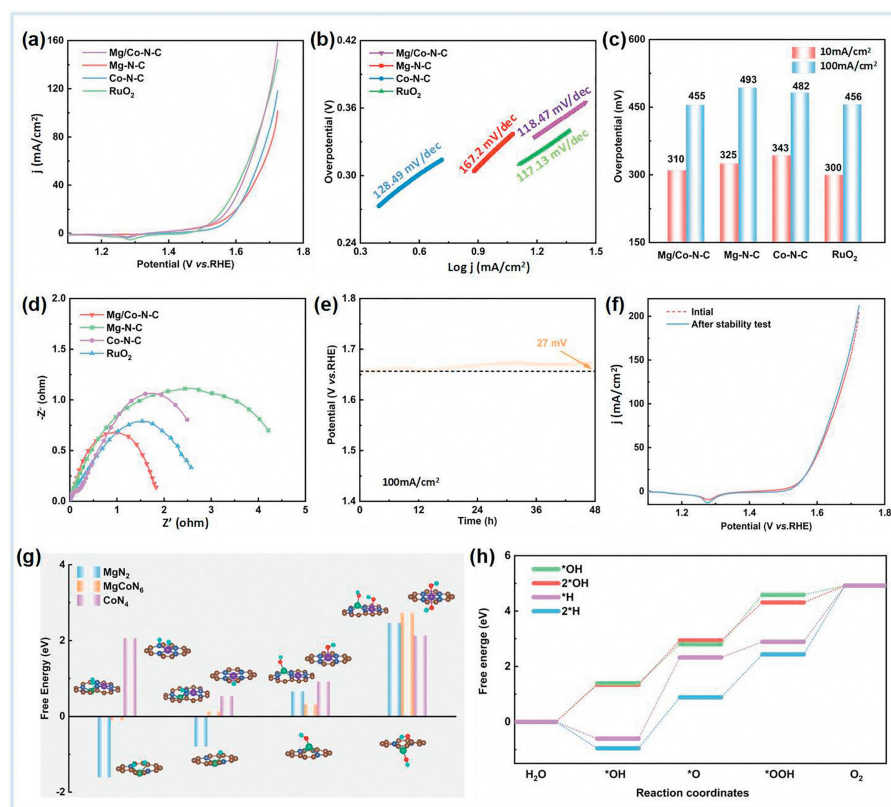 (a)
160
120
80
40
0
j (mA/cm²)
Mg/Co-N-C
Mg-N-C
Co-N-C
RuO₂
1.2
1.4
1.6
1.8
Potential (V vs.RHE)
(b)
0.42
0.36
0.30
0.24
Overpotential (V)
Mg/Co-N-C
Mg-N-C
Co-N-C
RuO₂
128.49 mV/dec
167.2 mV/dec
118.47 mV/dec
117.13 mV/dec
0.3
0.6
0.9
1.2
1.5
Log j (mA/cm²)
(c)
600
450
300
150
Overpotential (mV)
10mA/cm²
100mA/cm²
310
455
325
493
343
482
300
456
Mg/Co-N-C
Mg-N-C
Co-N-C
RuO₂
(d)
2.0
1.5
1.0
0.5
0.0
-Z'' (ohm)
Mg/Co-N-C
Mg-N-C
Co-N-C
RuO₂
0
1
2
3
4
5
Z' (ohm)
(e)
1.8
1.7
1.6
1.5
1.4
Potential (V vs.RHE)
27 mV
100mA/cm²
0
12
24
36
48
Time (h)
(f)
200
150
100
50
0
j (mA/cm²)
Intial
After stability test
1.2
1.4
1.6
1.8
Potential (V vs.RHE)
(g)
4
2
0
-2
Free Energy (eV)
MgN₂
MgCoN₆
CoN₄
(h)
6
4
2
0
Free energe (eV)
*OH
2*OH
*H
2*H
H₂O
*OH
*O
*OOH
O₂
Reaction coordinates